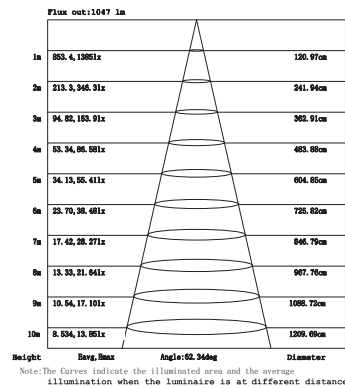 Flux out:1047 lm
1m 853.4,1385lx 120.97cm
2m 213.3,346.3lx 241.94cm
3m 94.82,153.9lx 362.91cm
4m 53.34,86.58lx 483.88cm
5m 34.13,55.41lx 604.85cm
6m 23.70,38.48lx 725.82cm
7m 17.42,28.27lx 846.79cm
8m 13.33,21.64lx 967.76cm
9m 10.54,17.10lx 1088.72cm
10m 8.534,13.85lx 1209.69cm
Height Eavg,Emax Angle:62.34deg Diameter
Note:The Curves indicate the illuminated area and the average
illumination when the luminaire is at different distance